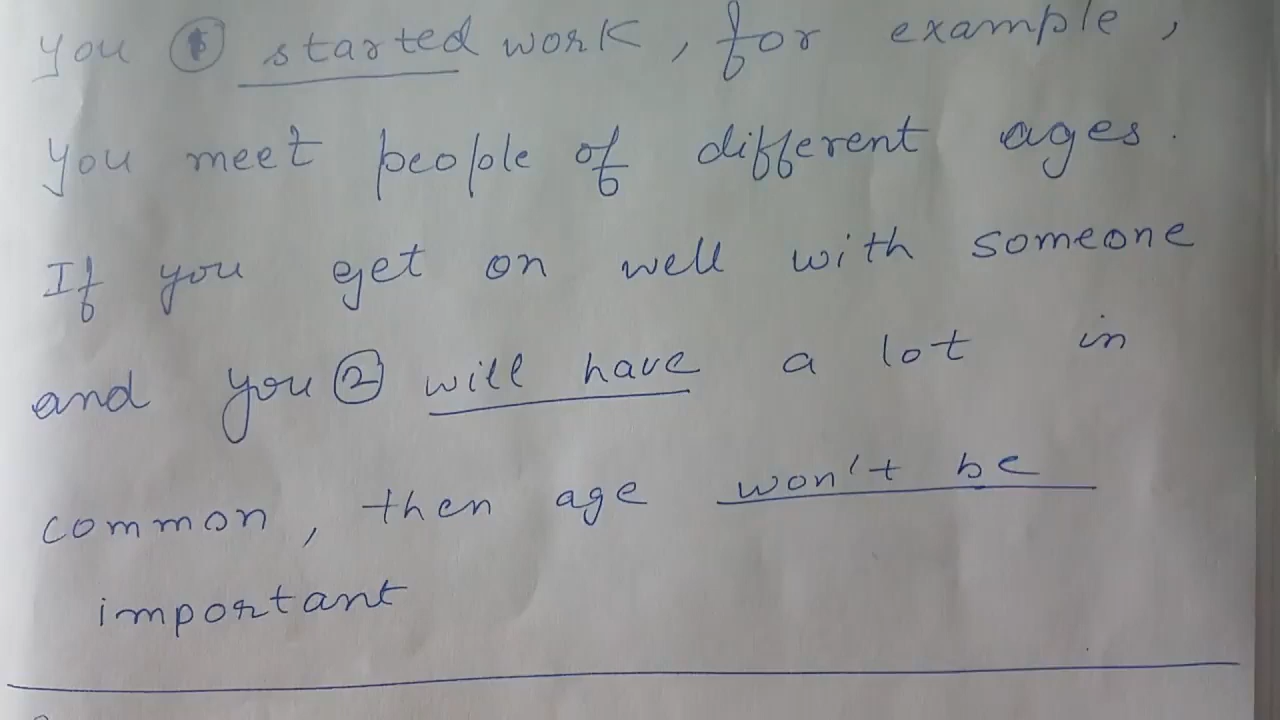 you ① started work, for example,
you meet people of different ages.
If you get on well with someone
and you ② will have a lot in
common, then age won't be
important